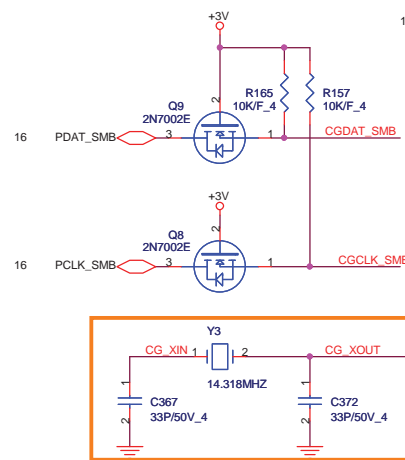 +3V
1
Q9
2N7002E
2
R165
10K/F_4
R157
10K/F_4
16 PDAT_SMB 3 1 CGDAT_SMB
+3V
Q8
2N7002E
2
16 PCLK_SMB 3 1 CGCLK_SMB
Y3
CG_XIN 1 2 CG_XOUT
14.318MHZ
1 1
C367 C372
33P/50V_4 33P/50V_4
2 2